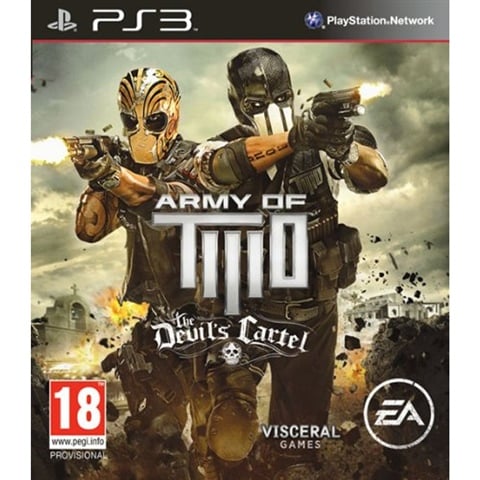 PS3
PlayStation®Network
ARMY OF
TWO
The
Devil's Cartel
18
www.pegi.info
PROVISIONAL
VISCERAL
GAMES
EA